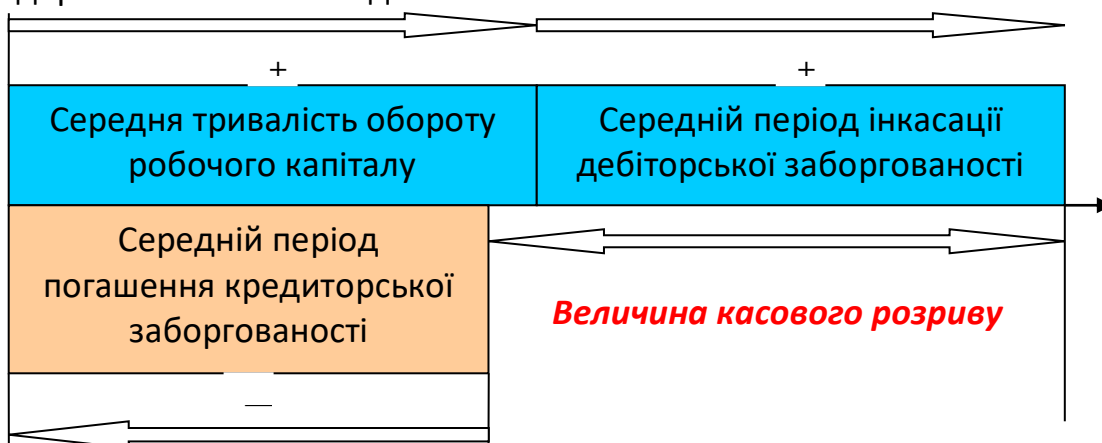 +
+
Середня тривалість обороту
робочого капіталу
Середній період інкасації
дебіторської заборгованості
Середній період
погашення кредиторської
заборгованості
Величина касового розриву
—